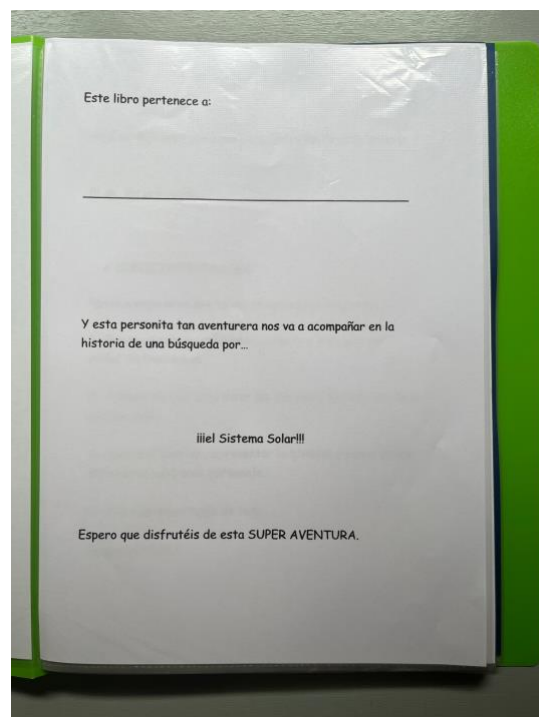 Este libro pertenece a:
Y esta personita tan aventurera nos va a acompañar en la
historia de una búsqueda por...
¡¡¡el Sistema Solar!!!
Espero que disfrutéis de esta SUPER AVENTURA.